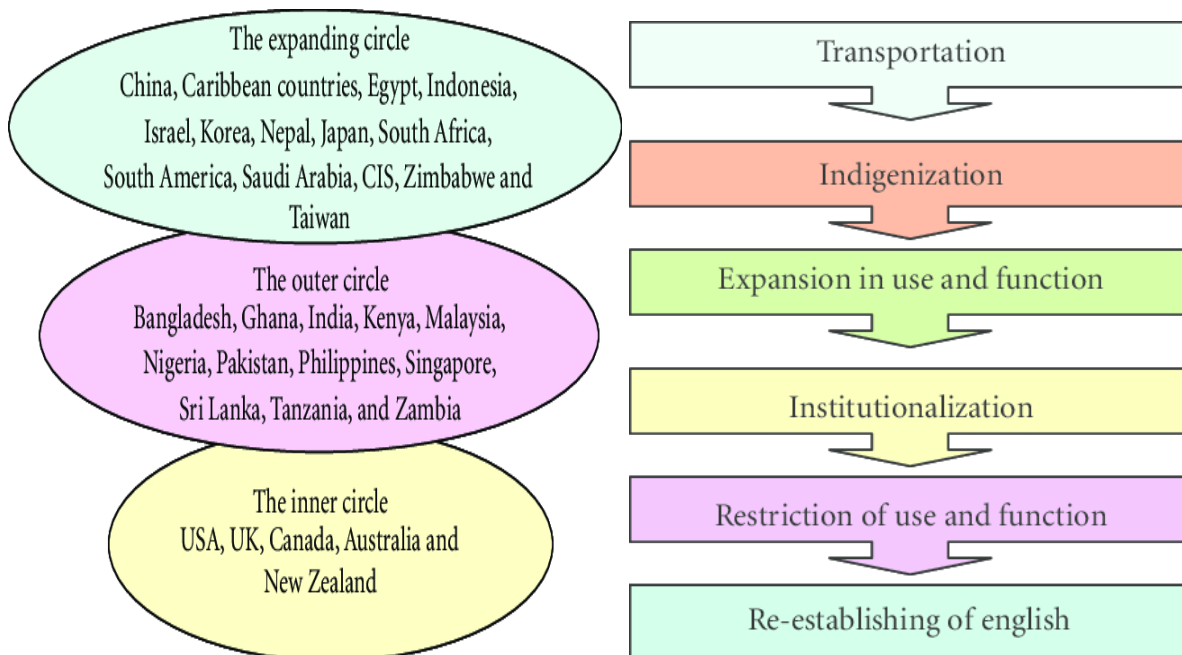 The expanding circle
China, Caribbean countries, Egypt, Indonesia,
Israel, Korea, Nepal, Japan, South Africa,
South America, Saudi Arabia, CIS, Zimbabwe and
Taiwan
The outer circle
Bangladesh, Ghana, India, Kenya, Malaysia,
Nigeria, Pakistan, Philippines, Singapore,
Sri Lanka, Tanzania, and Zambia
The inner circle
USA, UK, Canada, Australia and
New Zealand
Transportation
Indigenization
Expansion in use and function
Institutionalization
Restriction of use and function
Re-establishing of english